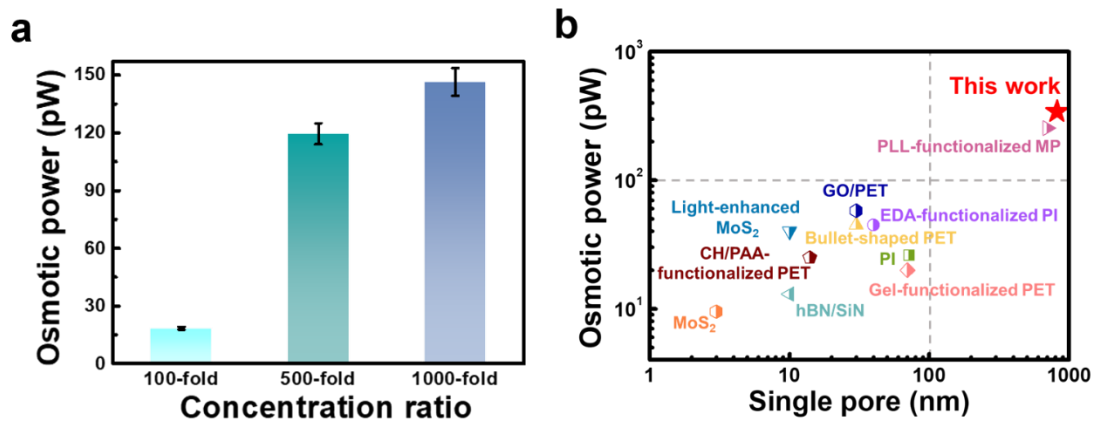 a
Osmotic power (pW)
150
120
90
60
30
0
100-fold
500-fold
1000-fold
Concentration ratio
b
Osmotic power (pW)
10³
10²
10¹
This work
PLL-functionalized MP
GO/PET
Light-enhanced
MoS₂
EDA-functionalized PI
Bullet-shaped PET
CH/PAA-
functionalized PET
PI
Gel-functionalized PET
hBN/SiN
MoS₂
1
10
100
1000
Single pore (nm)